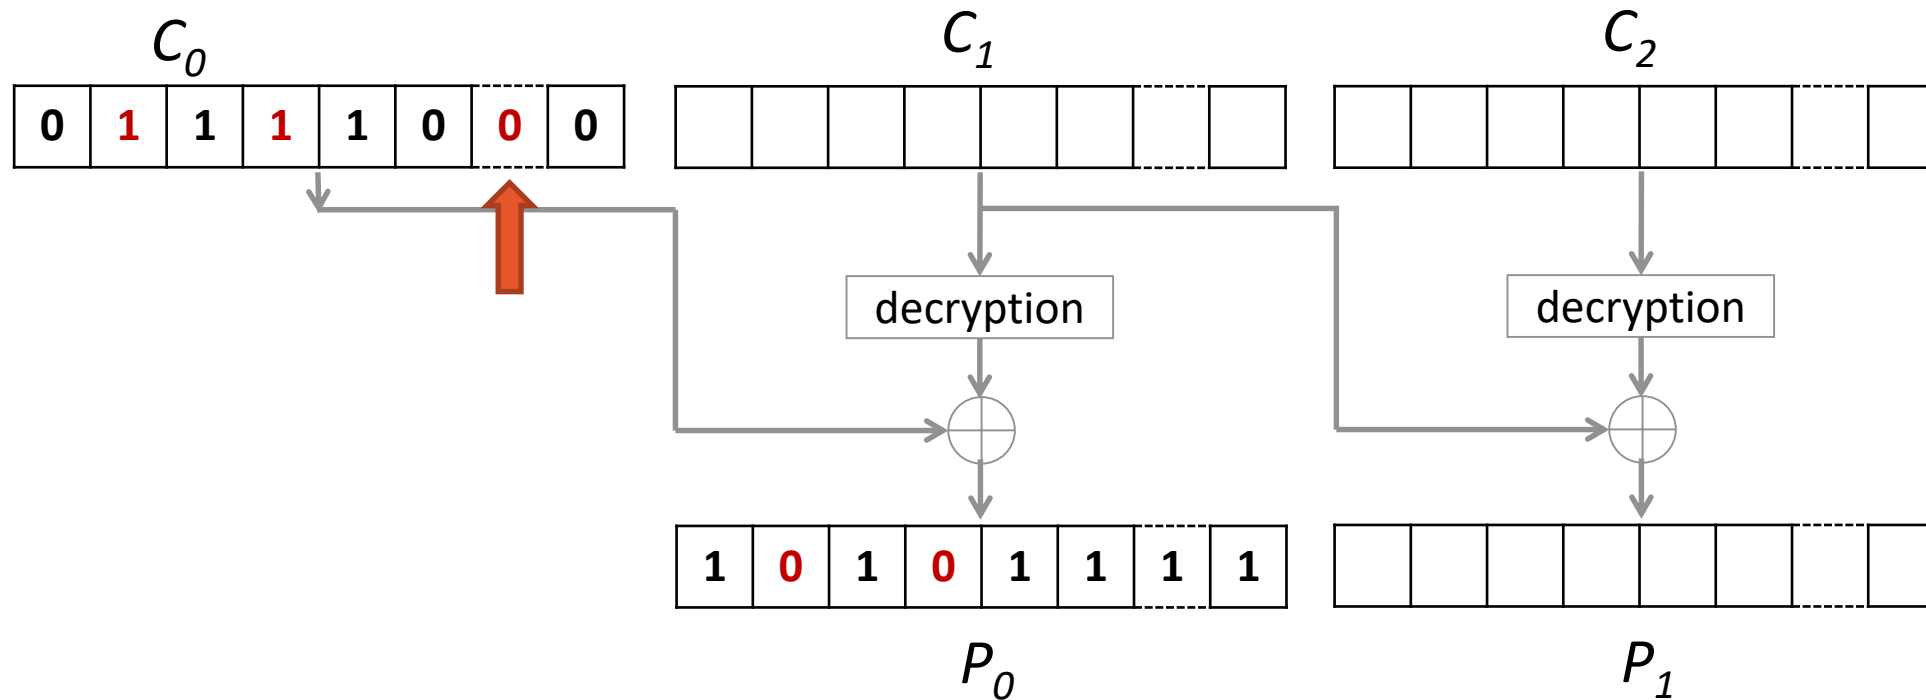 C0 C1 C2
0 1 1 1 1 0 0 0
decryption decryption
1 0 1 0 1 1 1 1
P0 P1